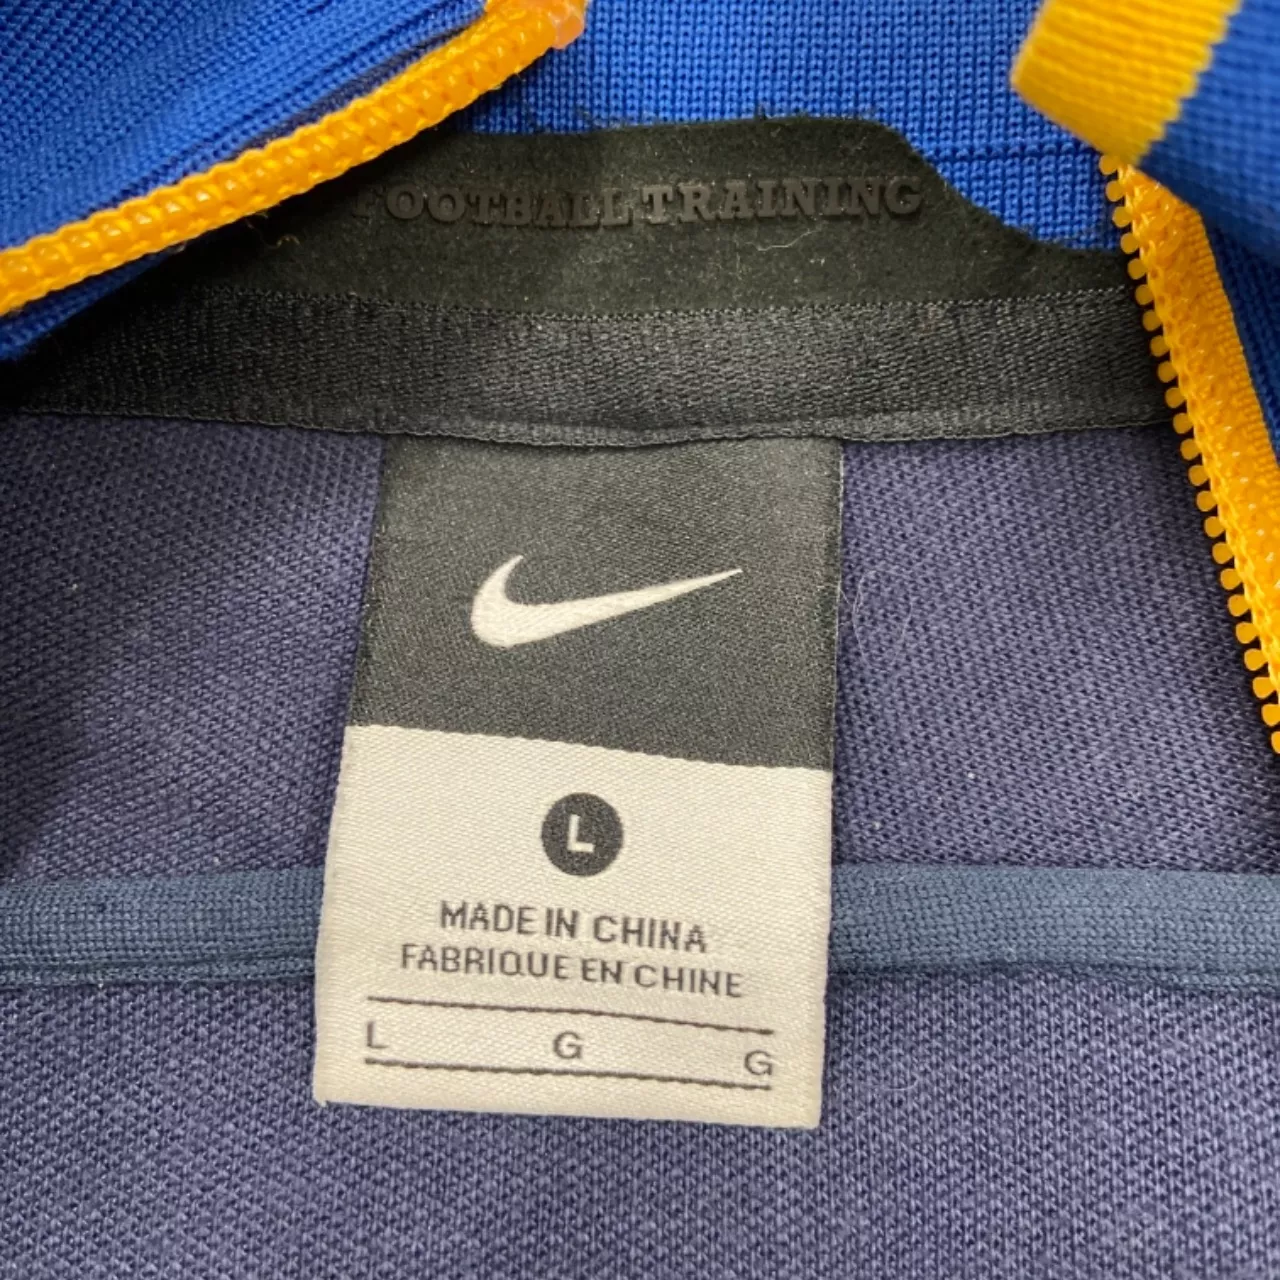 FOOTBALL TRAINING
L
MADE IN CHINA
FABRIQUE EN CHINE
L G G